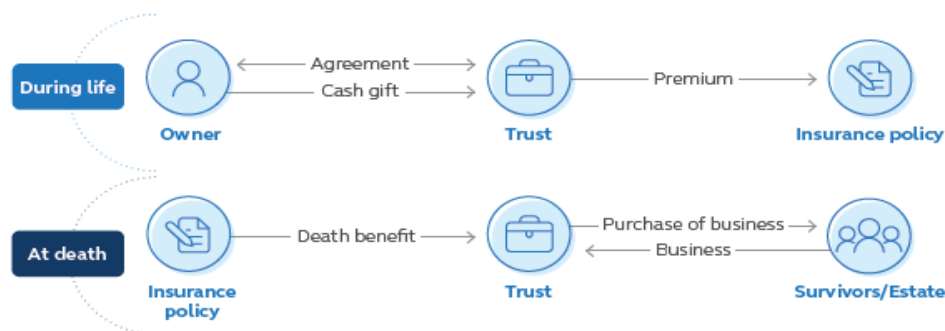 During life
Agreement
Cash gift
Premium
Owner
Trust
Insurance policy
At death
Death benefit
Purchase of business
Business
Insurance
policy
Trust
Survivors/Estate